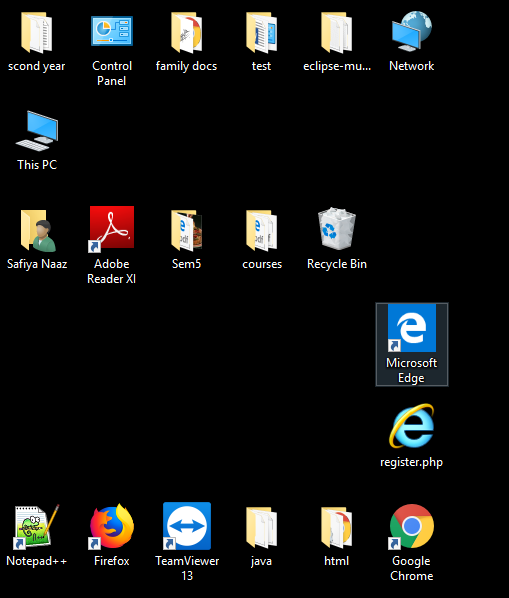 scond year
Control
Panel
family docs
test
eclipse-mu...
Network
This PC
Safiya Naaz
Adobe
Reader XI
Sem5
courses
Recycle Bin
Microsoft
Edge
register.php
Notepad++
Firefox
TeamViewer
13
java
html
Google
Chrome